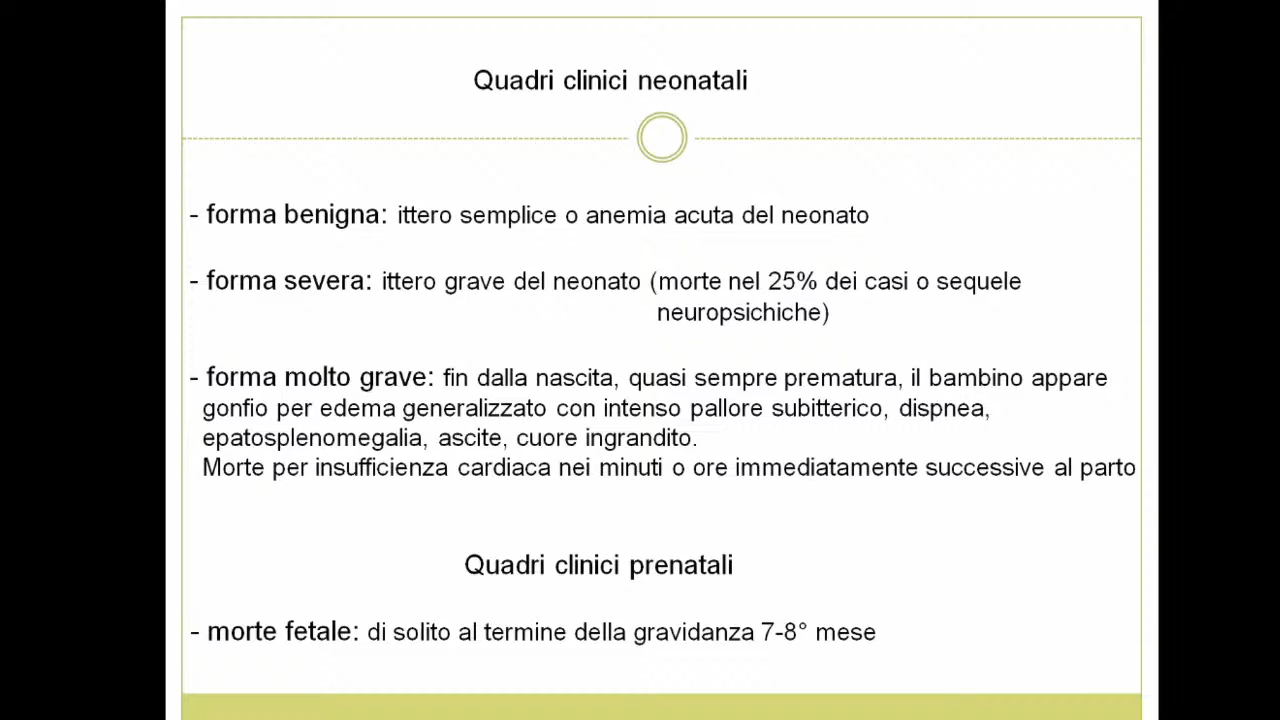 Quadri clinici neonatali
- forma benigna: ittero semplice o anemia acuta del neonato
- forma severa: ittero grave del neonato (morte nel 25% dei casi o sequele
neuropsichiche)
- forma molto grave: fin dalla nascita, quasi sempre prematura, il bambino appare
gonfio per edema generalizzato con intenso pallore subitterico, dispnea,
epatosplenomegalia, ascite, cuore ingrandito.
Morte per insufficienza cardiaca nei minuti o ore immediatamente successive al parto
Quadri clinici prenatali
- morte fetale: di solito al termine della gravidanza 7-8° mese